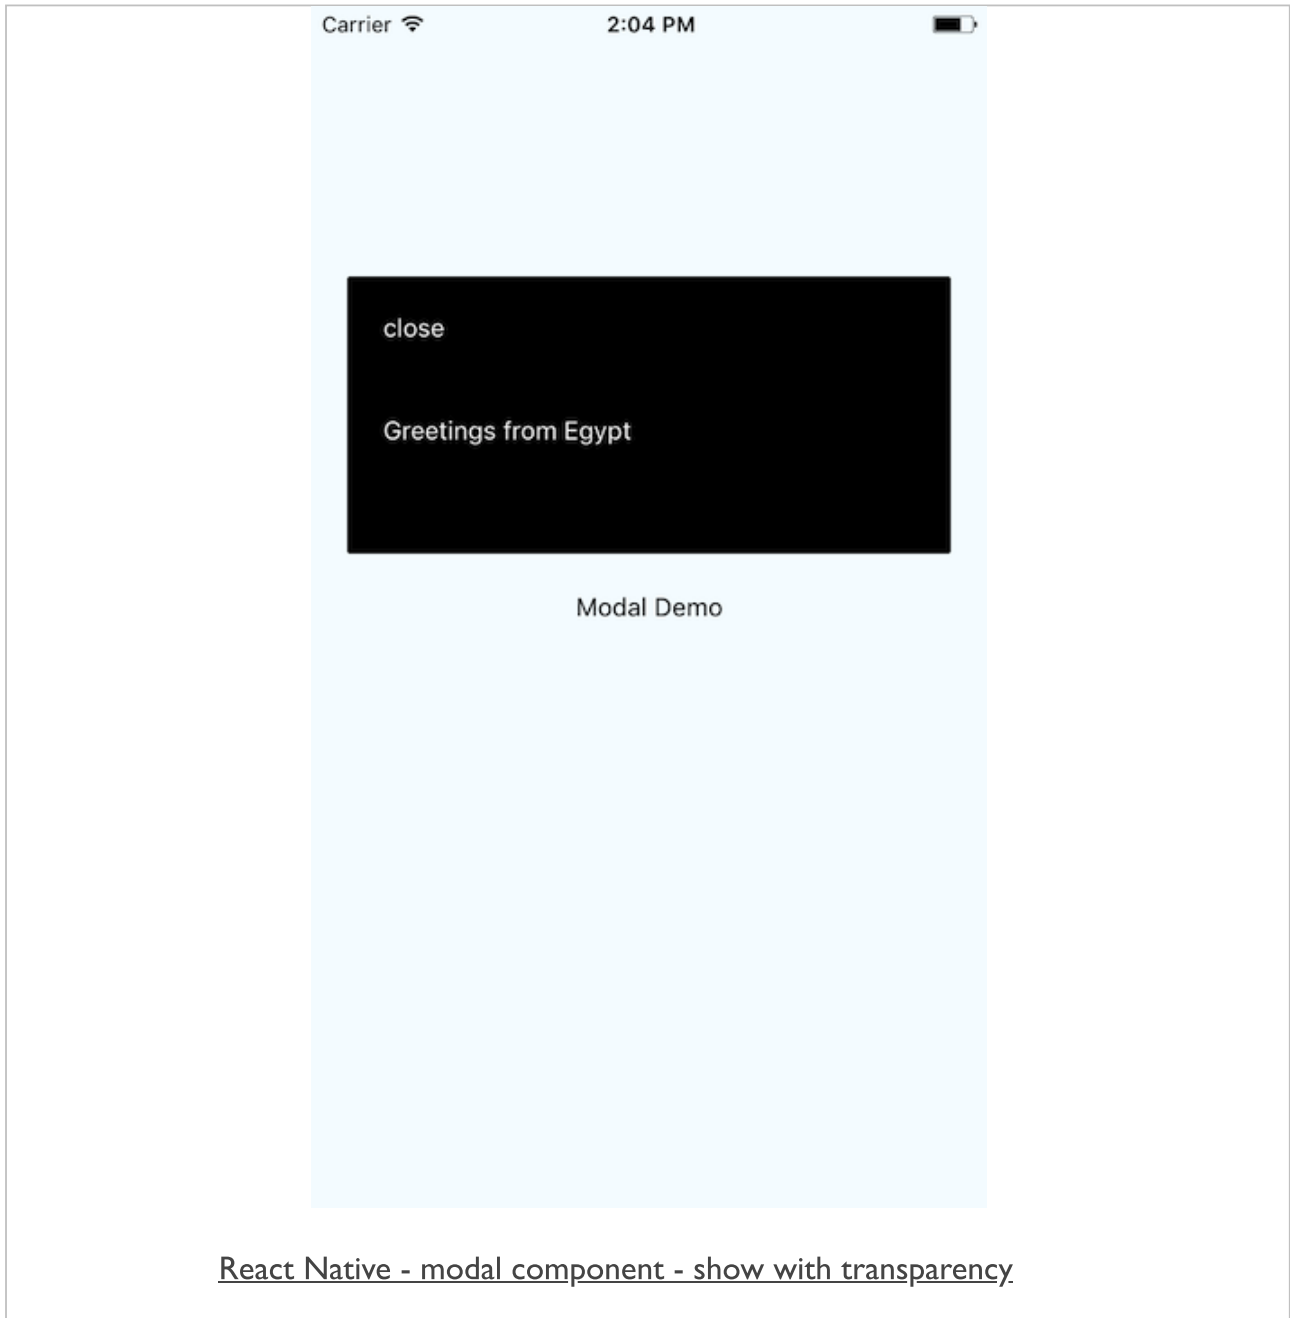 Carrier 2:04 PM
close
Greetings from Egypt
Modal Demo
React Native - modal component - show with transparency